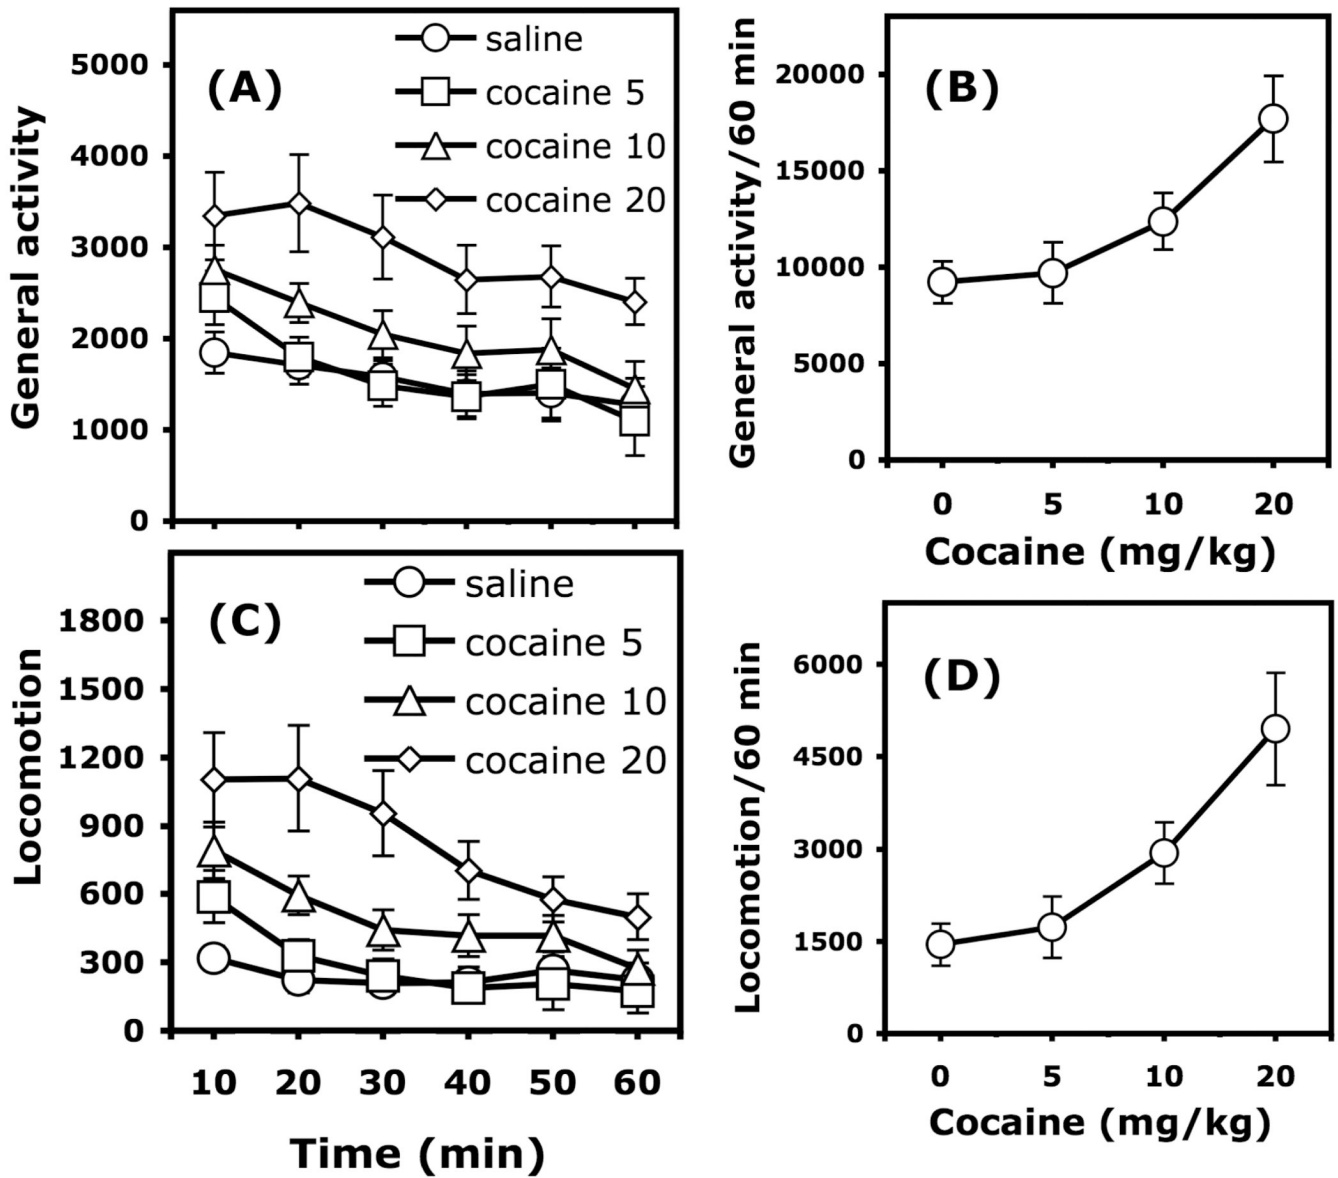 (A)
saline
cocaine 5
cocaine 10
cocaine 20
General activity
5000
4000
3000
2000
1000
0
(B)
General activity/60 min
20000
15000
10000
5000
0
0 5 10 20
Cocaine (mg/kg)
(C)
saline
cocaine 5
cocaine 10
cocaine 20
Locomotion
1800
1500
1200
900
600
300
0
10 20 30 40 50 60
Time (min)
(D)
Locomotion/60 min
6000
4500
3000
1500
0
0 5 10 20
Cocaine (mg/kg)